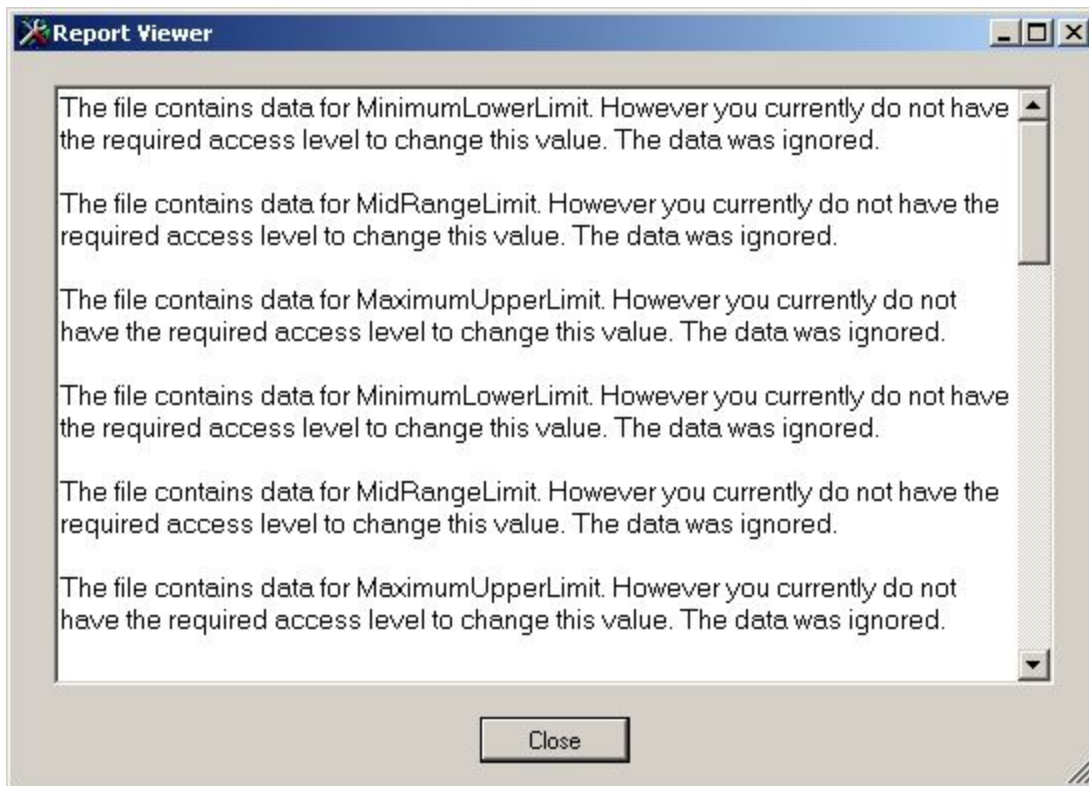 Report Viewer
The file contains data for MinimumLowerLimit. However you currently do not have
the required access level to change this value. The data was ignored.
The file contains data for MidRangeLimit. However you currently do not have the
required access level to change this value. The data was ignored.
The file contains data for MaximumUpperLimit. However you currently do not
have the required access level to change this value. The data was ignored.
The file contains data for MinimumLowerLimit. However you currently do not have
the required access level to change this value. The data was ignored.
The file contains data for MidRangeLimit. However you currently do not have the
required access level to change this value. The data was ignored.
The file contains data for MaximumUpperLimit. However you currently do not
have the required access level to change this value. The data was ignored.
Close